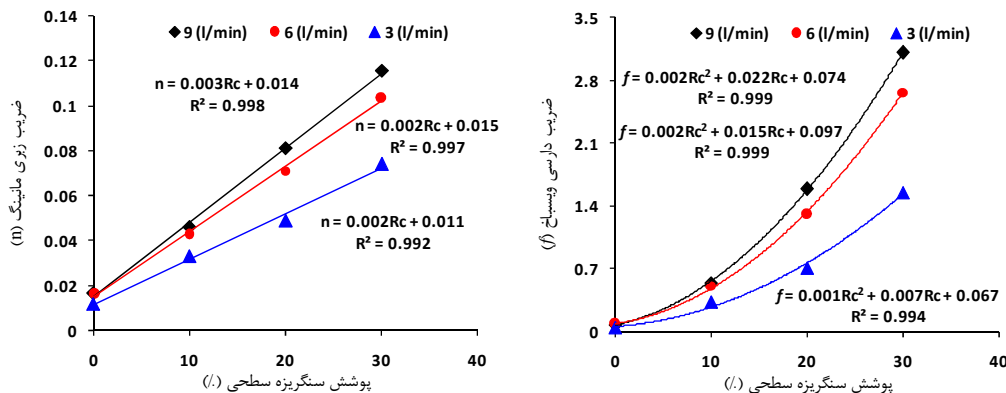 0.14
0.12
0.1
0.08
0.06
0.04
0.02
0
ضریب زبری مانینگ (n)
9 (l/min) 6 (l/min) 3 (l/min)
n = 0.003Rc + 0.014
R² = 0.998
n = 0.002Rc + 0.015
R² = 0.997
n = 0.002Rc + 0.011
R² = 0.992
0 10 20 30 40
پوشش سنگریزه سطحی (٪)
3.5
2.8
2.1
1.4
0.7
0
ضریب دارسی ویسباخ (f)
9 (l/min) 6 (l/min) 3 (l/min)
f = 0.002Rc² + 0.022Rc + 0.074
R² = 0.999
f = 0.002Rc² + 0.015Rc + 0.097
R² = 0.999
f = 0.001Rc² + 0.007Rc + 0.067
R² = 0.994
0 10 20 30 40
پوشش سنگریزه سطحی (٪)